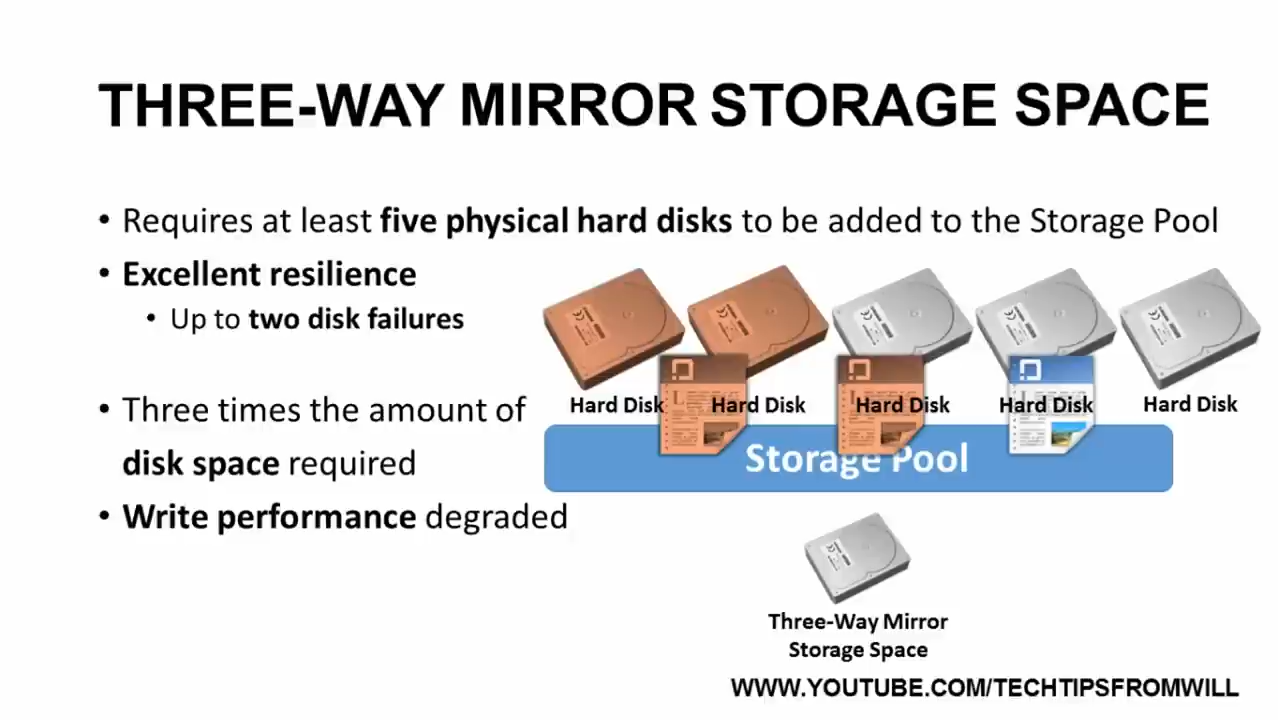 THREE-WAY MIRROR STORAGE SPACE
• Requires at least five physical hard disks to be added to the Storage Pool
• Excellent resilience
• Up to two disk failures
• Three times the amount of
disk space required
• Write performance degraded
Hard Disk Hard Disk Hard Disk Hard Disk Hard Disk
Storage Pool
Three-Way Mirror
Storage Space
WWW.YOUTUBE.COM/TECHTIPSFROMWILL